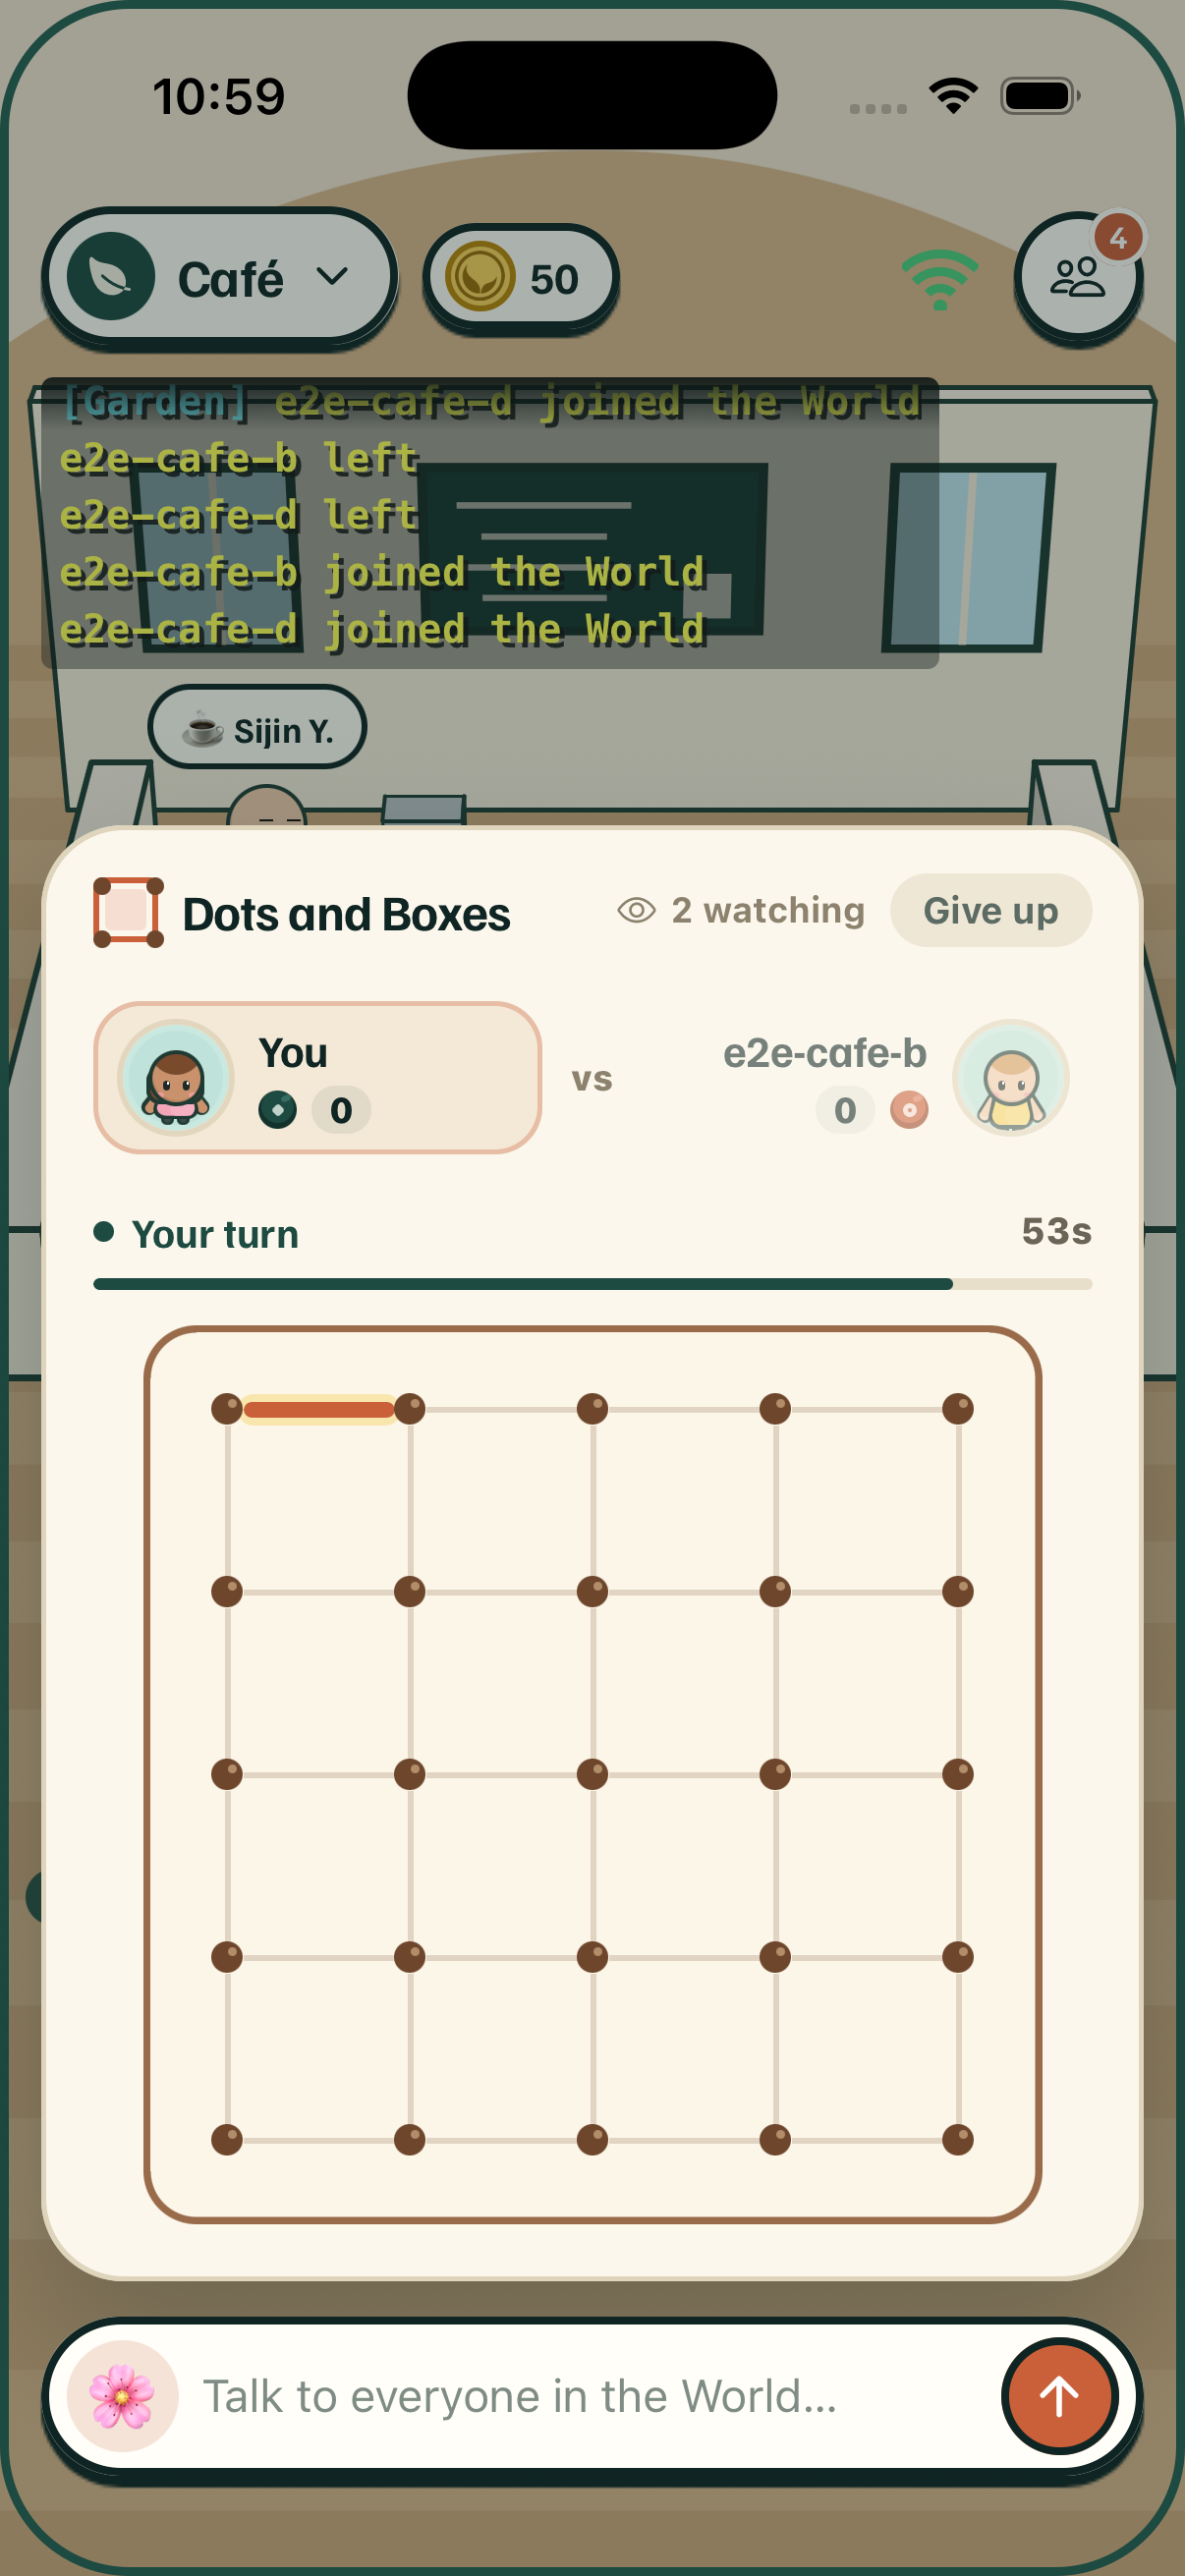 10:59
Café
50
4
[Garden] e2e-cafe-d joined the World
e2e-cafe-b left
e2e-cafe-d left
e2e-cafe-b joined the World
e2e-cafe-d joined the World
☕ Sijin Y.
Dots and Boxes
2 watching
Give up
You
0
vs
e2e-cafe-b
0
Your turn
53s
Talk to everyone in the World...